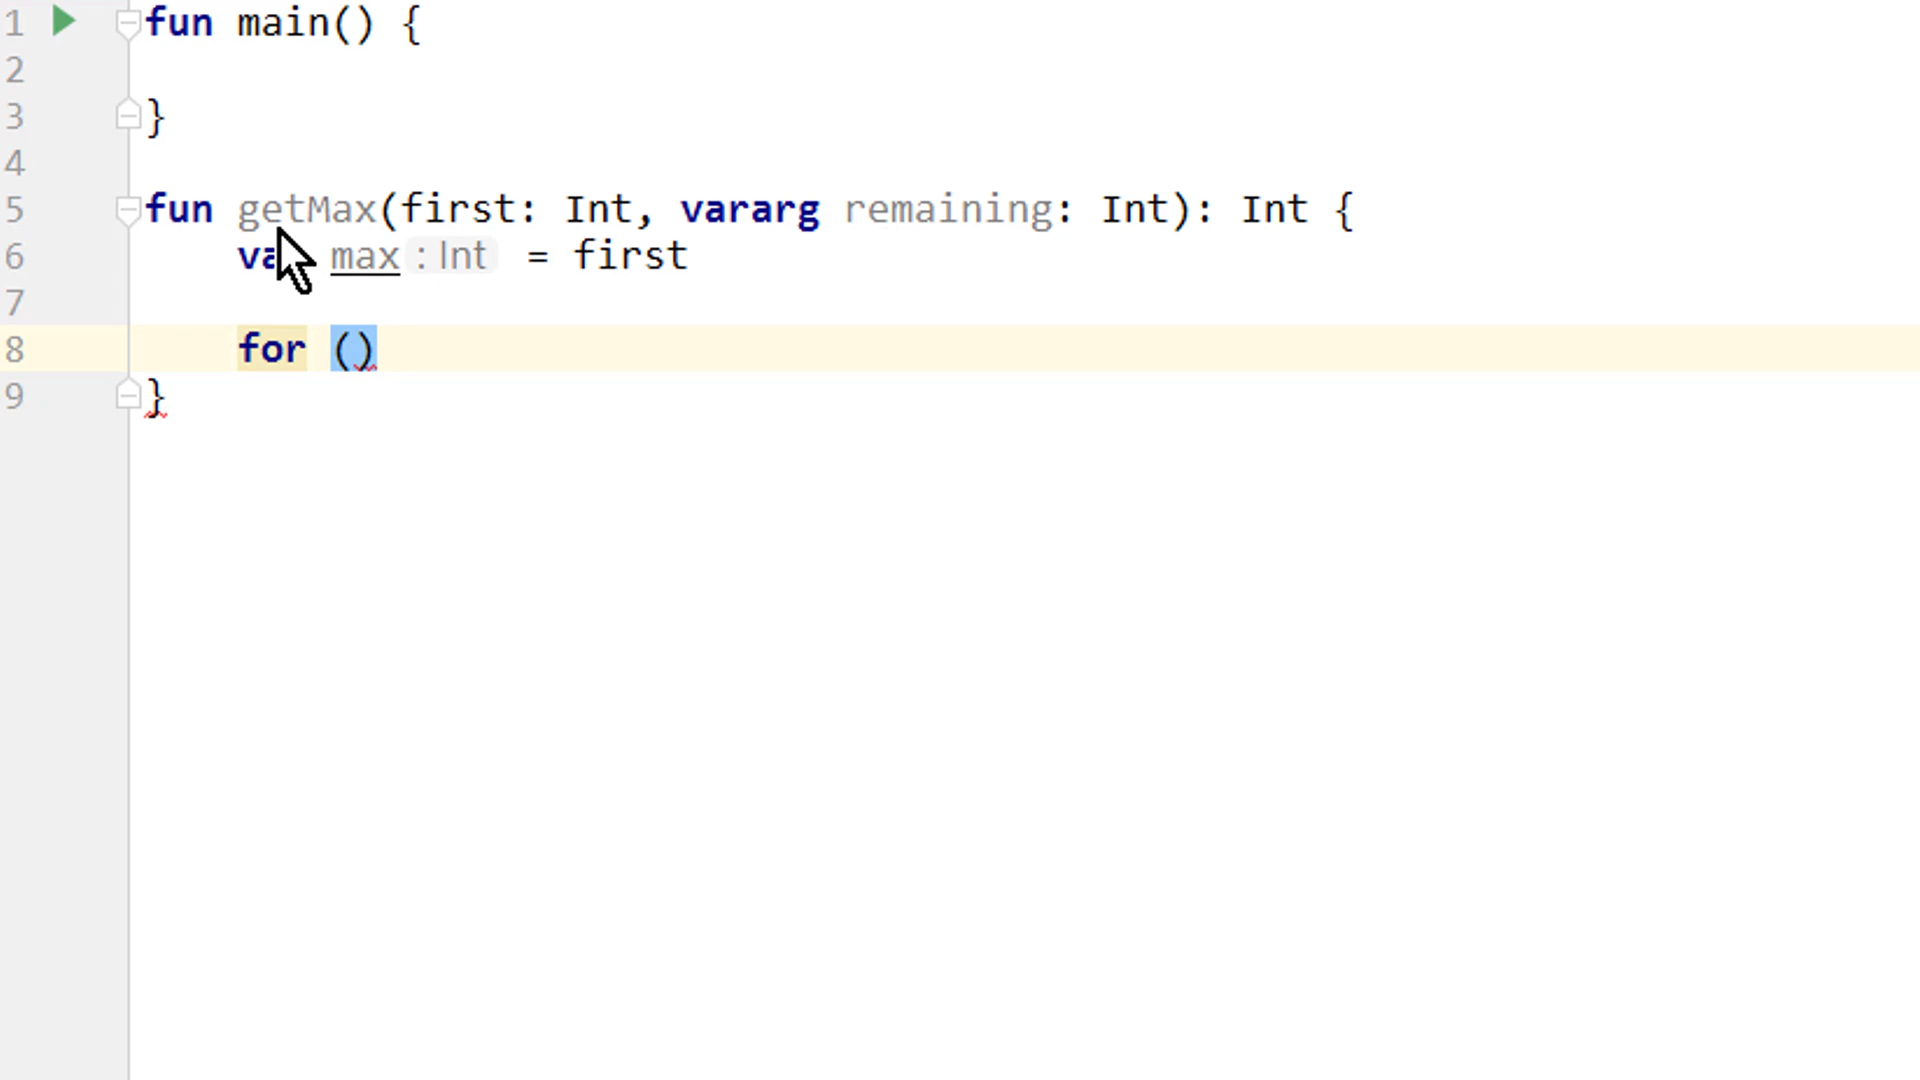 1 fun main() {
2
3 }
4
5 fun getMax(first: Int, vararg remaining: Int): Int {
6 va max : Int = first
7
8 for ()
9 }